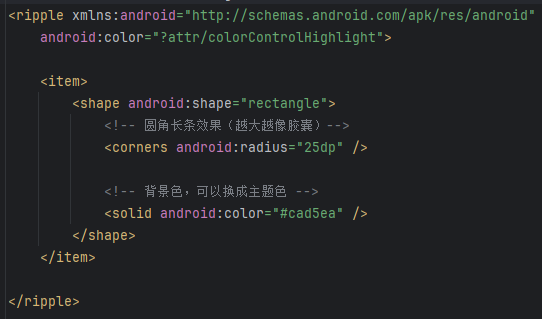 <ripple xmlns:android="http://schemas.android.com/apk/res/android"
    android:color="?attr/colorControlHighlight">
    <item>
        <shape android:shape="rectangle">
            <!-- 圆角长条效果（越大越像胶囊）-->
            <corners android:radius="25dp" />
            <!-- 背景色，可以换成主题色 -->
            <solid android:color="#cad5ea" />
        </shape>
    </item>
</ripple>